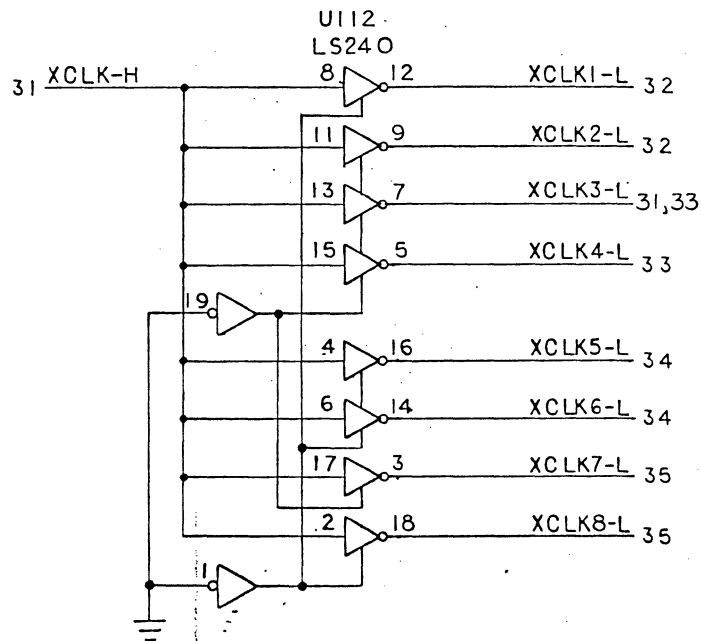 U112
LS240
31 XCLK-H 8 12 XCLK1-L 32
11 9 XCLK2-L 32
13 7 XCLK3-L 31,33
15 5 XCLK4-L 33
19
4 16 XCLK5-L 34
6 14 XCLK6-L 34
17 3 XCLK7-L 35
2 18 XCLK8-L 35
1